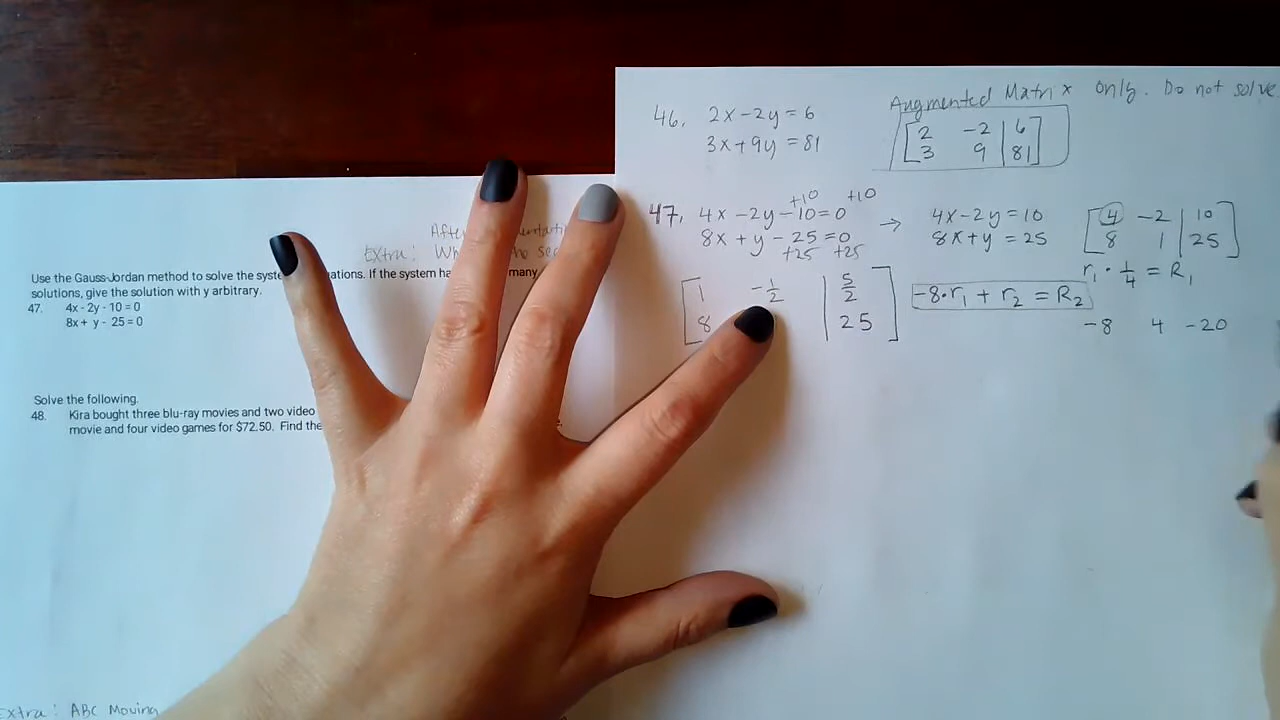 46. 2x - 2y = 6
3x + 9y = 81
Augmented Matrix Only. Do not solve
[ 2 -2 | 6 ]
[ 3 9 | 81 ]
47. 4x - 2y - 10 = 0 → 4x - 2y = 10
+10 +10
8x + y - 25 = 0 8x + y = 25
+25 +25
[ 4 -2 | 10 ]
[ 8 1 | 25 ]
r₁ · 1/4 = R₁
[ 1 -1/2 | 5/2 ]
[ 8 | 25 ]
-8·r₁ + r₂ = R₂
-8 4 -20
Extra:
Use the Gauss-Jordan method to solve the If the system many
solutions, give the solution with y arbitrary.
47. 4x - 2y - 10 = 0
8x + y - 25 = 0
Solve the following.
48. Kira bought three blu-ray movies and two video
movie and four video games for $72.50. Find the
Extra: ABC Moving